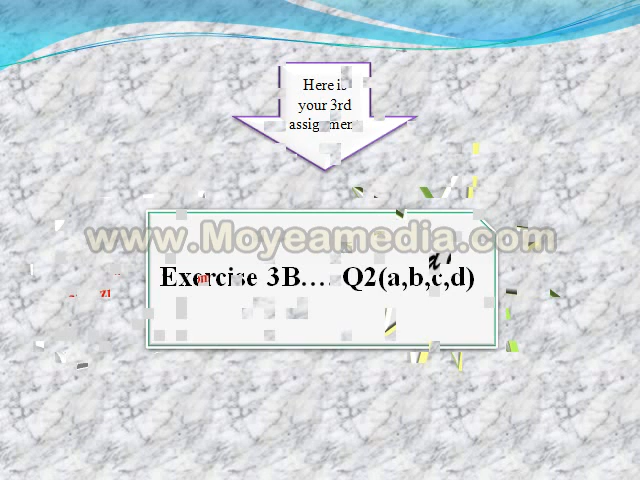 Here is
your 3rd
assignment
www.Moyeamedia.com
Exercise 3B.... Q2(a,b,c,d)